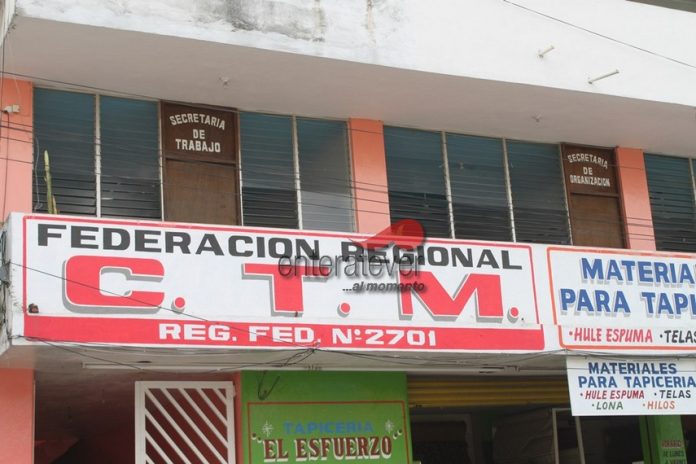 SECRETARIA
DE
TRABAJO
SECRETARIA
DE
ORGANIZACION
FEDERACION REGIONAL
C. T. M.
REG. FED. Nº2701
enteratever
...al momento
MATERIA
PARA TAPI
•HULE ESPUMA •TELAS
MATERIALES
PARA TAPICERIA
•HULE ESPUMA •TELAS
•LONA •HILOS
TAPICERIA
EL ESFUERZO